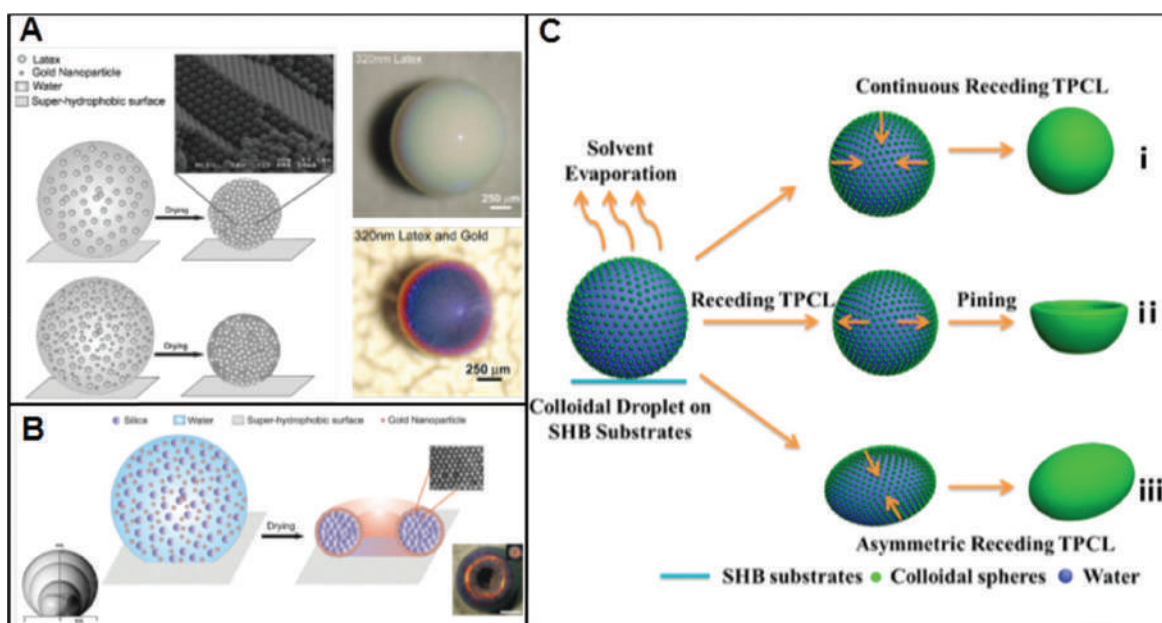 A
Latex
Gold Nanoparticle
Water
Super-hydrophobic surface
Drying
Drying
320nm Latex
250 µm
320nm Latex and Gold
250 µm
B
Silica Water Super-hydrophobic surface Gold Nanoparticle
Drying
C
Solvent
Evaporation
Colloidal Droplet on
SHB Substrates
Continuous Receding TPCL
i
Receding TPCL
Pining
ii
iii
Asymmetric Receding TPCL
SHB substrates Colloidal spheres Water